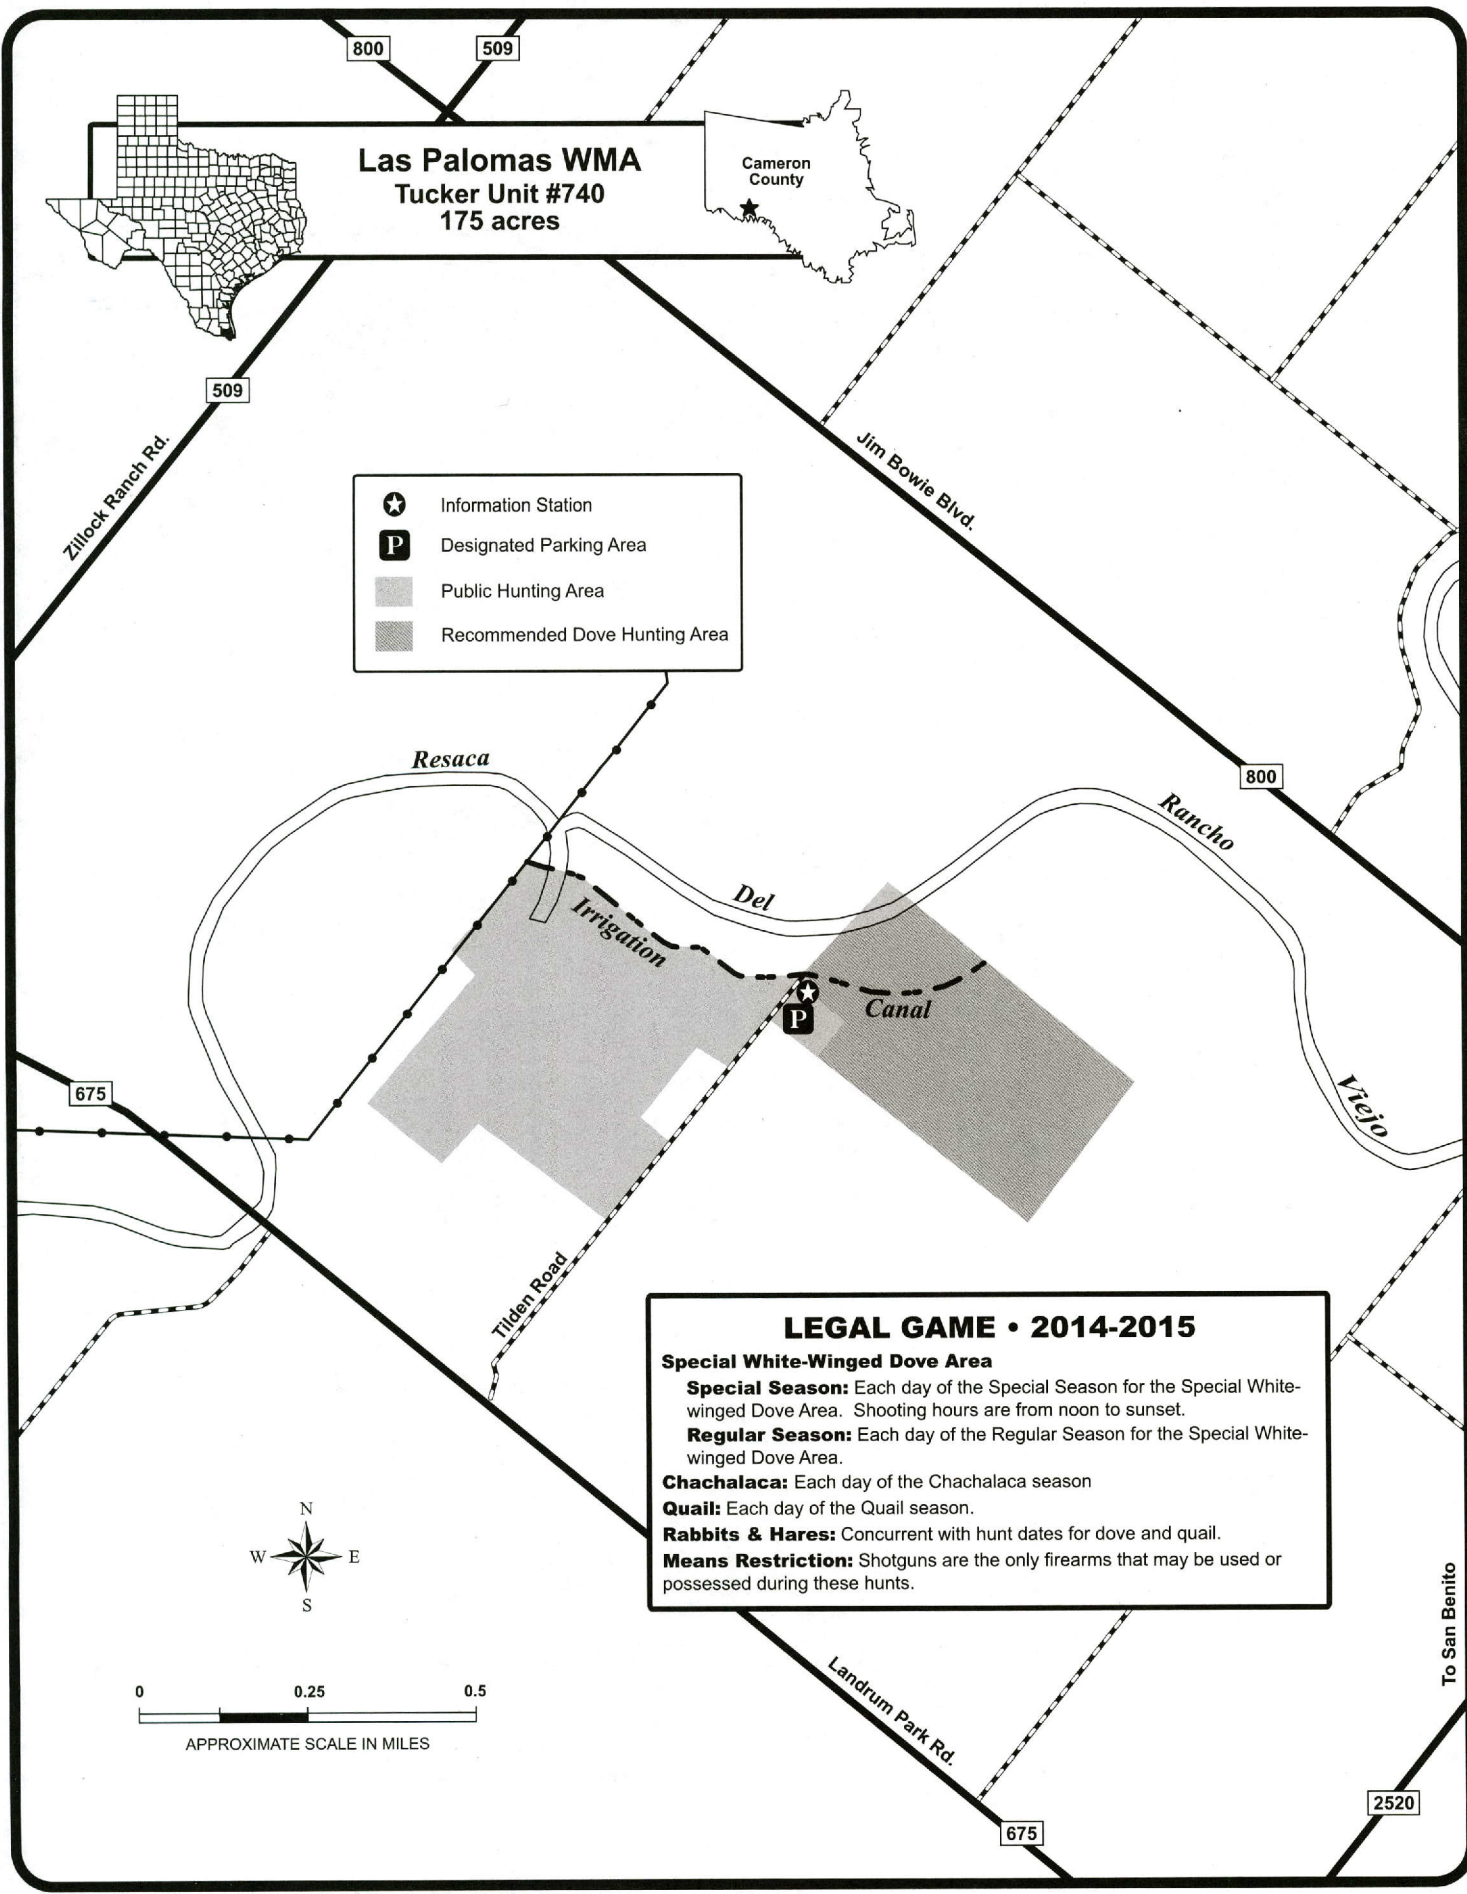 800
509
Las Palomas WMA
Tucker Unit #740
175 acres
Cameron
County
509
Zillock Ranch Rd.
Jim Bowie Blvd.
Information Station
P
Designated Parking Area
Public Hunting Area
Recommended Dove Hunting Area
Resaca
800
Rancho
Del
Irrigation
Canal
P
675
Viejo
Tilden Road
LEGAL GAME • 2014-2015
Special White-Winged Dove Area
Special Season: Each day of the Special Season for the Special White-
winged Dove Area. Shooting hours are from noon to sunset.
Regular Season: Each day of the Regular Season for the Special White-
winged Dove Area.
Chachalaca: Each day of the Chachalaca season
Quail: Each day of the Quail season.
Rabbits & Hares: Concurrent with hunt dates for dove and quail.
Means Restriction: Shotguns are the only firearms that may be used or
possessed during these hunts.
N
W E
S
To San Benito
0 0.25 0.5
APPROXIMATE SCALE IN MILES
Landrum Park Rd.
2520
675